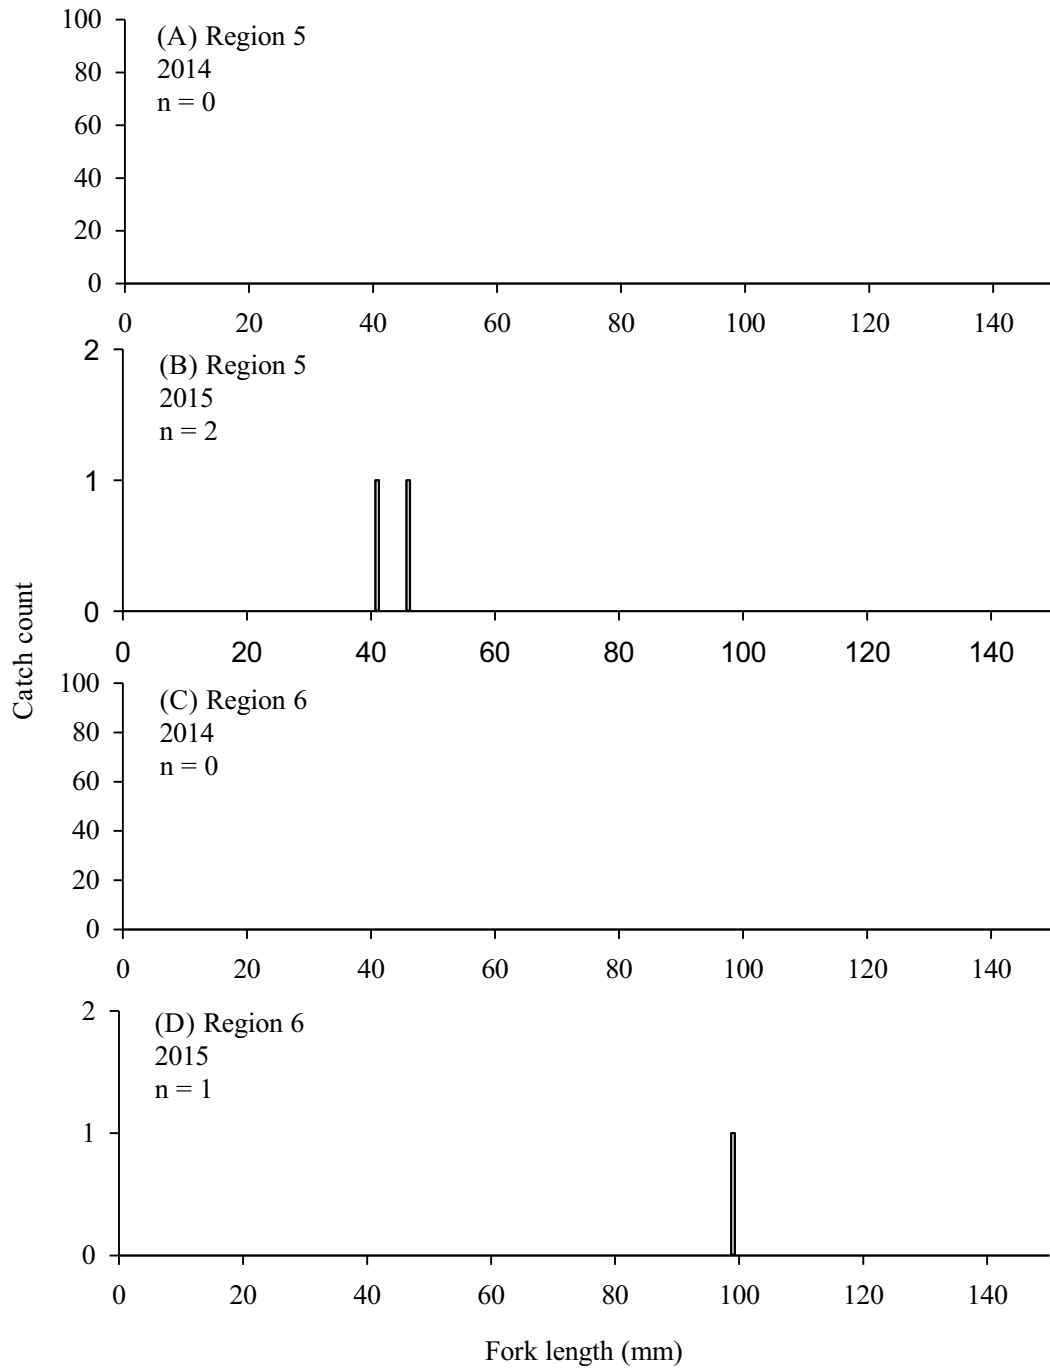 100
(A) Region 5
80
2014
n = 0
60
40
20
0
0 20 40 60 80 100 120 140
2
(B) Region 5
2015
n = 2
1
0
0 20 40 60 80 100 120 140
Catch count
100
(C) Region 6
80
2014
n = 0
60
40
20
0
0 20 40 60 80 100 120 140
2
(D) Region 6
2015
n = 1
1
0
0 20 40 60 80 100 120 140
Fork length (mm)